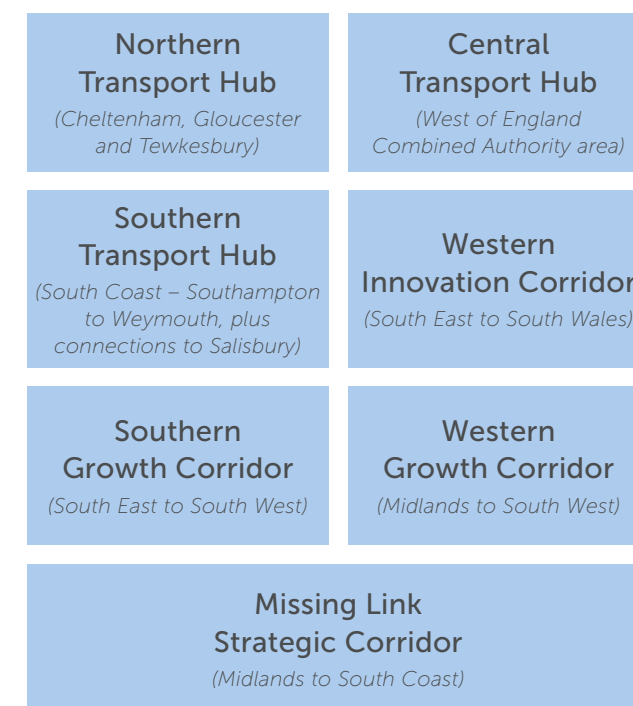 Northern
Transport Hub
(Cheltenham, Gloucester
and Tewkesbury)
Central
Transport Hub
(West of England
Combined Authority area)
Southern
Transport Hub
(South Coast – Southampton
to Weymouth, plus
connections to Salisbury)
Western
Innovation Corridor
(South East to South Wales)
Southern
Growth Corridor
(South East to South West)
Western
Growth Corridor
(Midlands to South West)
Missing Link
Strategic Corridor
(Midlands to South Coast)